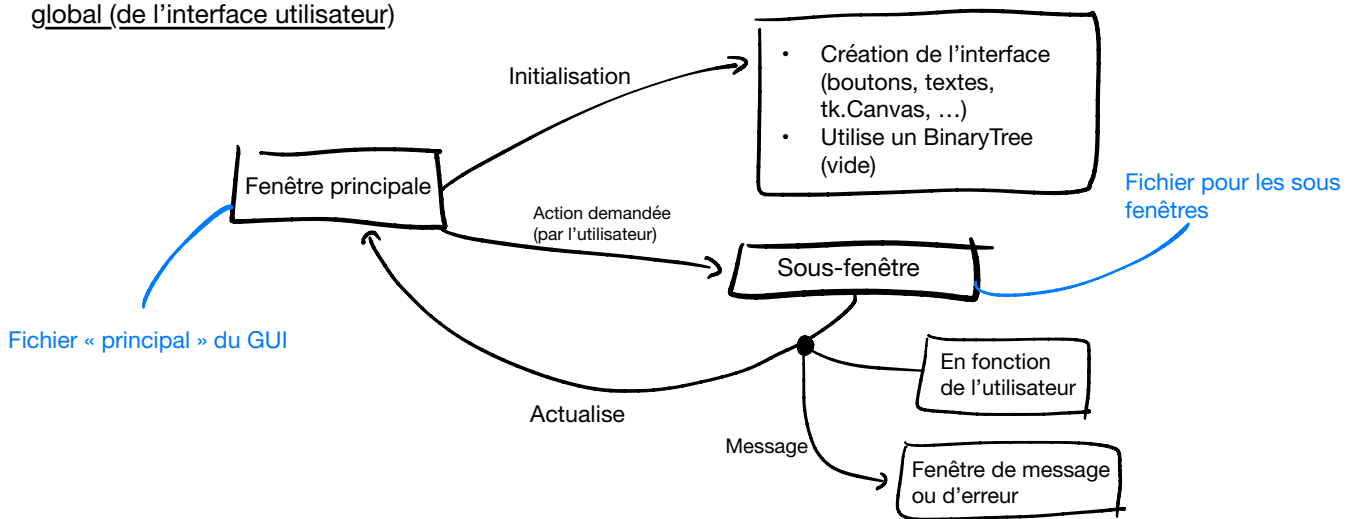 global (de l’interface utilisateur)
Initialisation
• Création de l’interface
(boutons, textes,
tk.Canvas, …)
• Utilise un BinaryTree
(vide)
Fenêtre principale
Fichier pour les sous
fenêtres
Action demandée
(par l’utilisateur)
Sous-fenêtre
Fichier « principal » du GUI
En fonction
de l’utilisateur
Actualise
Message
Fenêtre de message
ou d’erreur